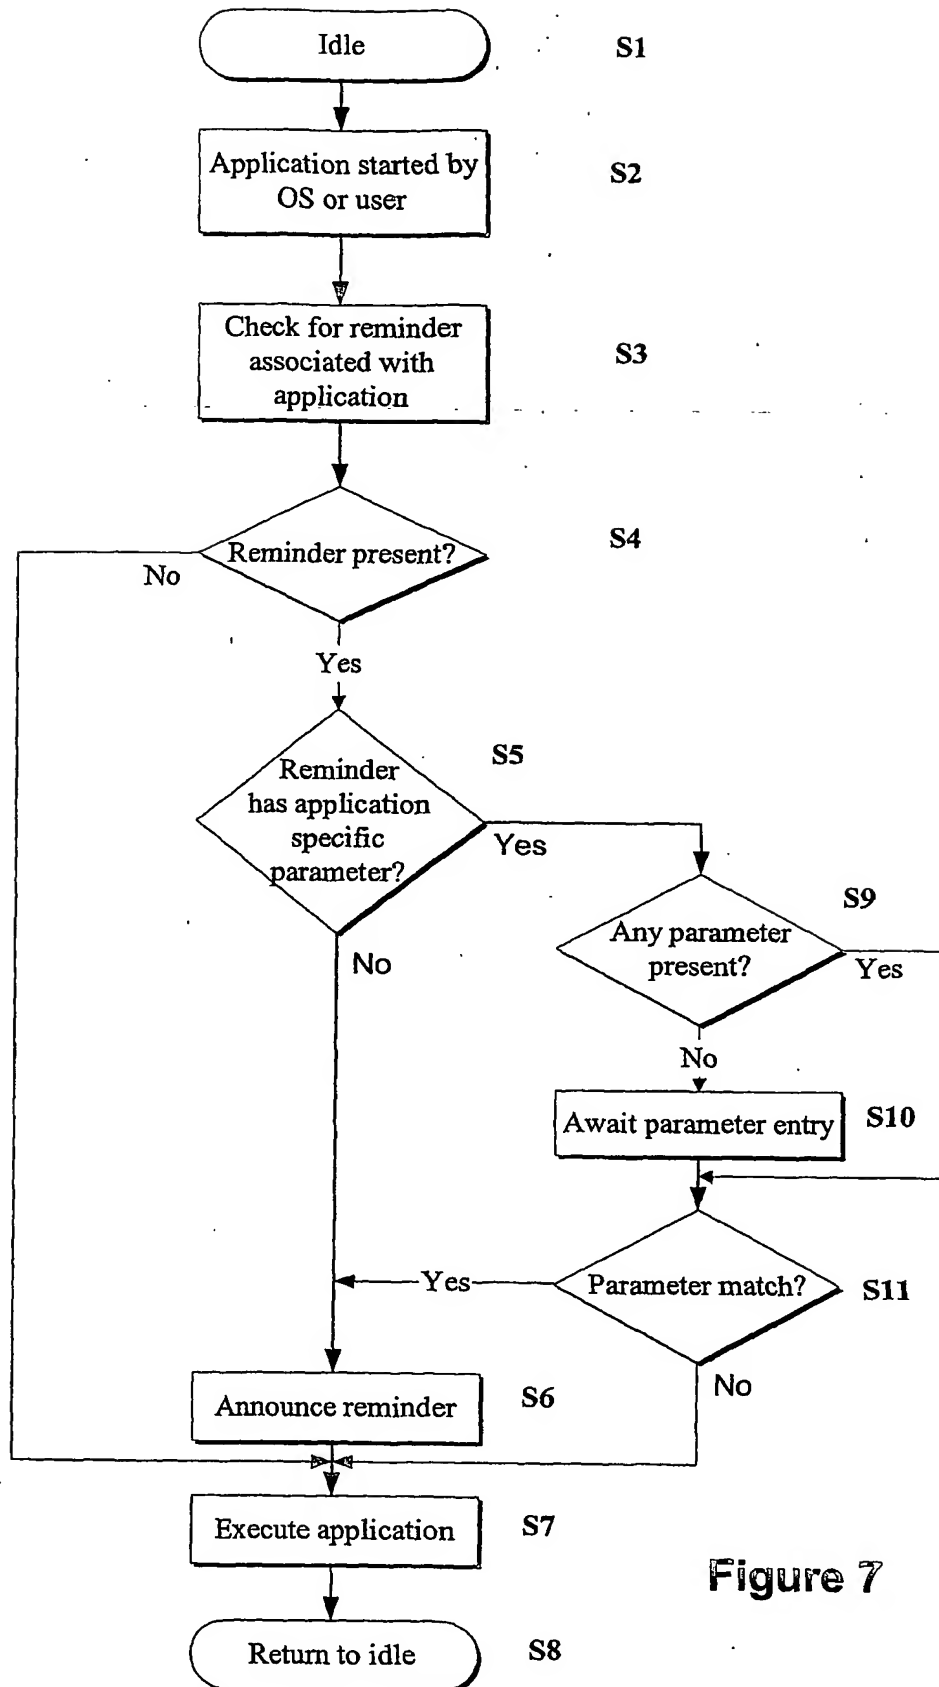 Idle
S1
Application started by
OS or user
S2
Check for reminder
associated with
application
S3
Reminder present?
S4
No
Yes
Reminder
has application
specific
parameter?
S5
Yes
No
Any parameter
present?
S9
Yes
No
Await parameter entry
S10
Parameter match?
S11
Yes
No
Announce reminder
S6
Execute application
S7
Figure 7
Return to idle
S8